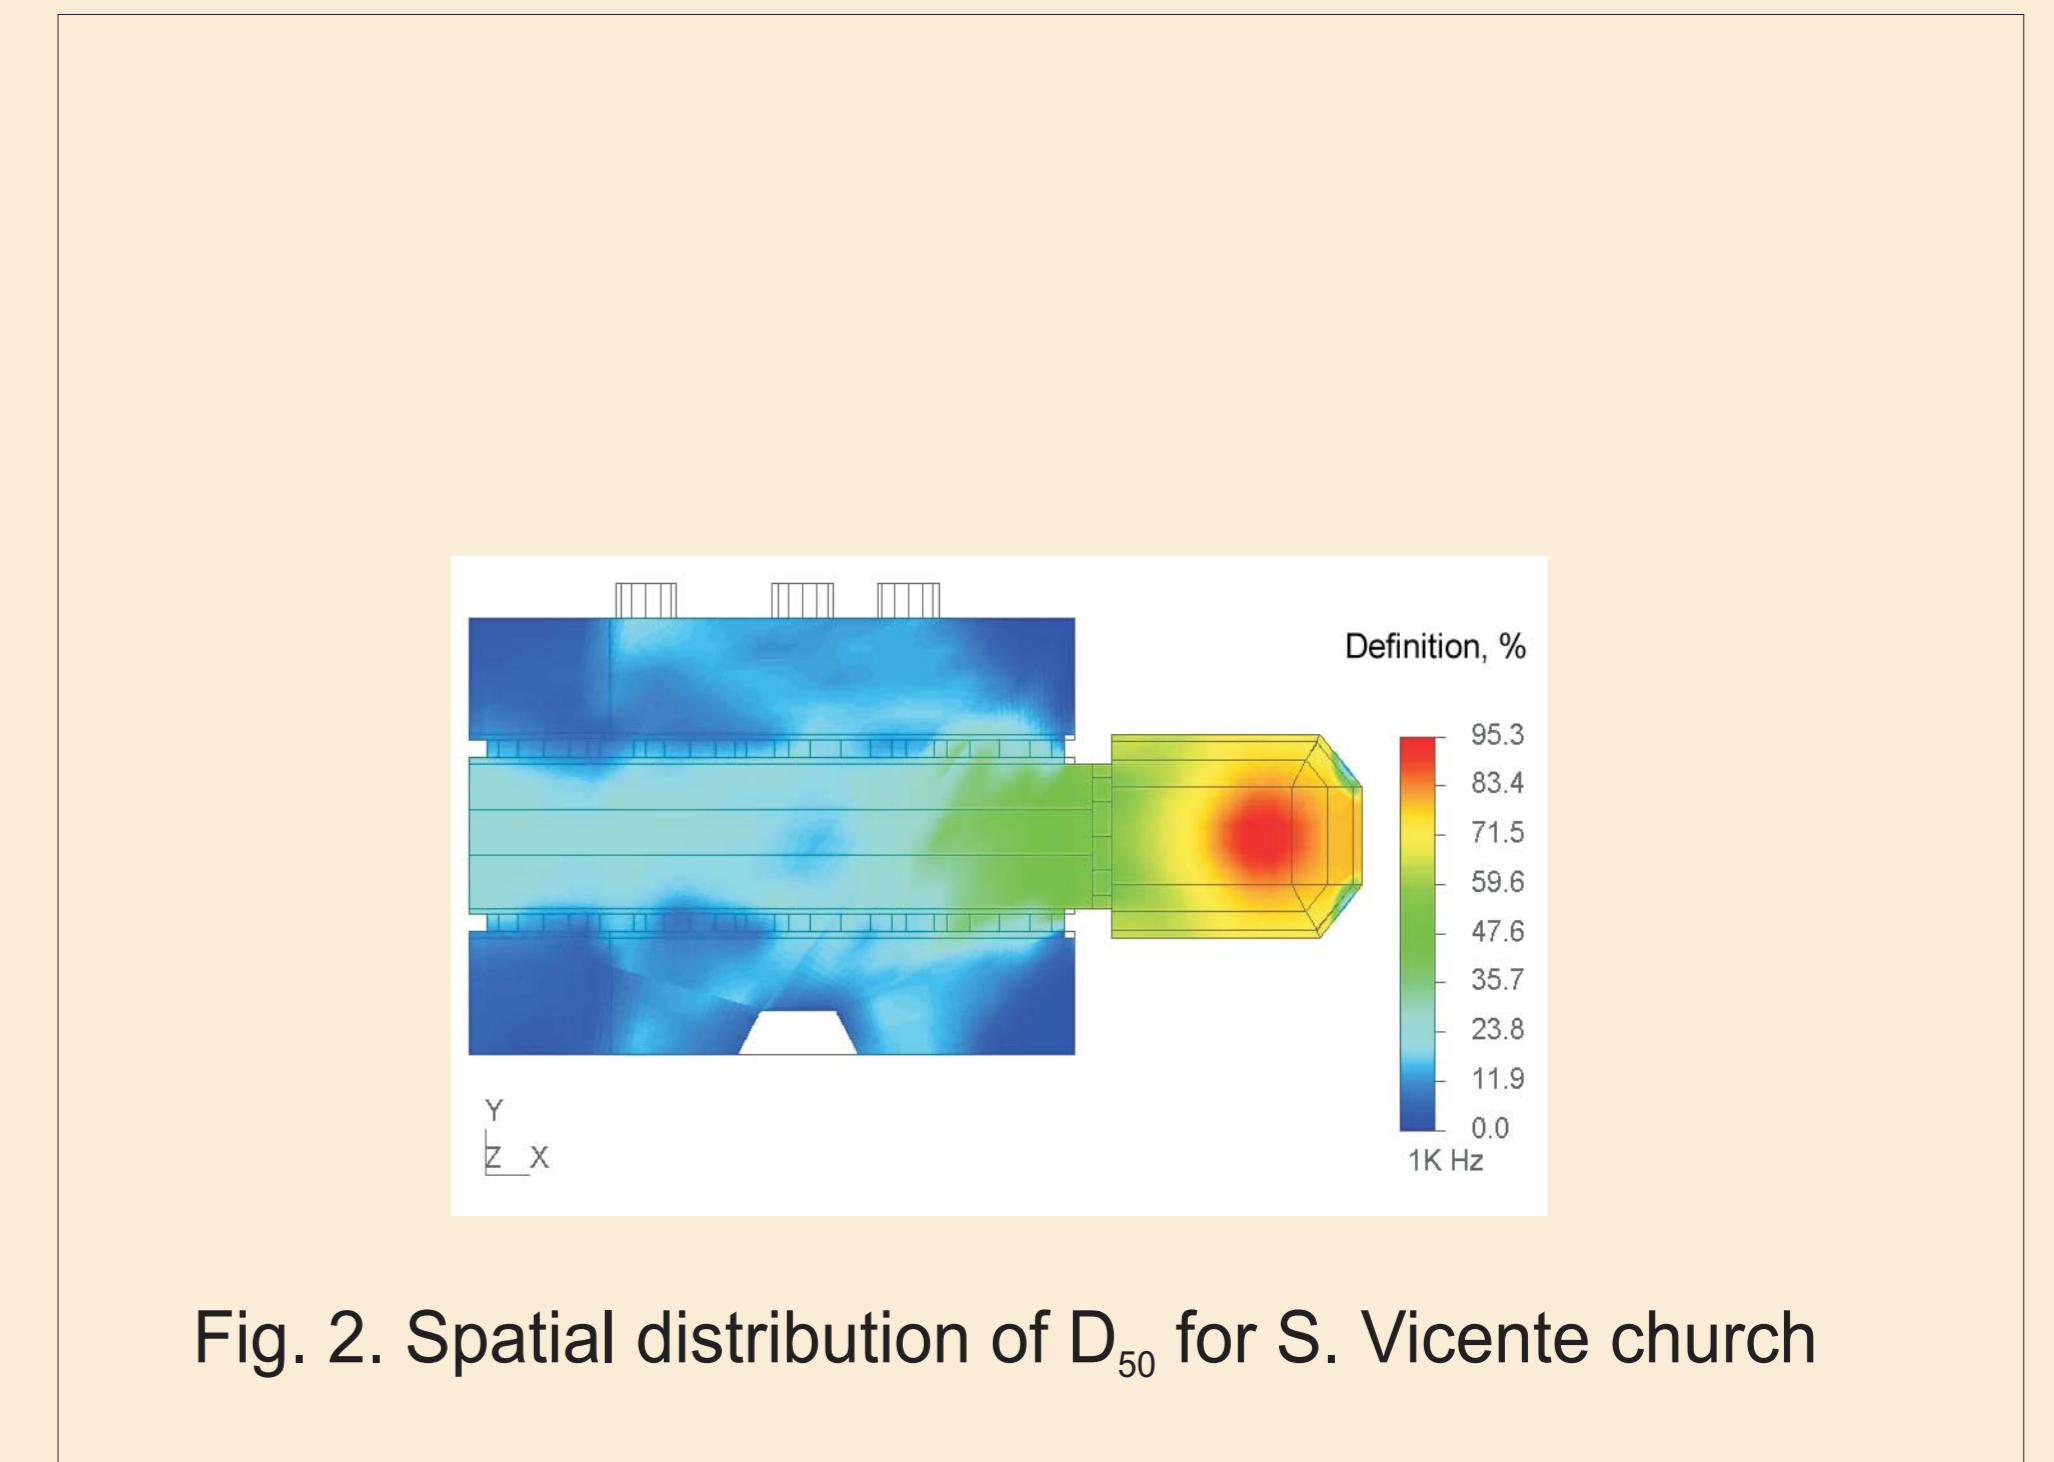 Definition, %
95.3
83.4
71.5
59.6
47.6
35.7
23.8
11.9
0.0
1K Hz
Y
Z X
Fig. 2. Spatial distribution of D50 for S. Vicente church